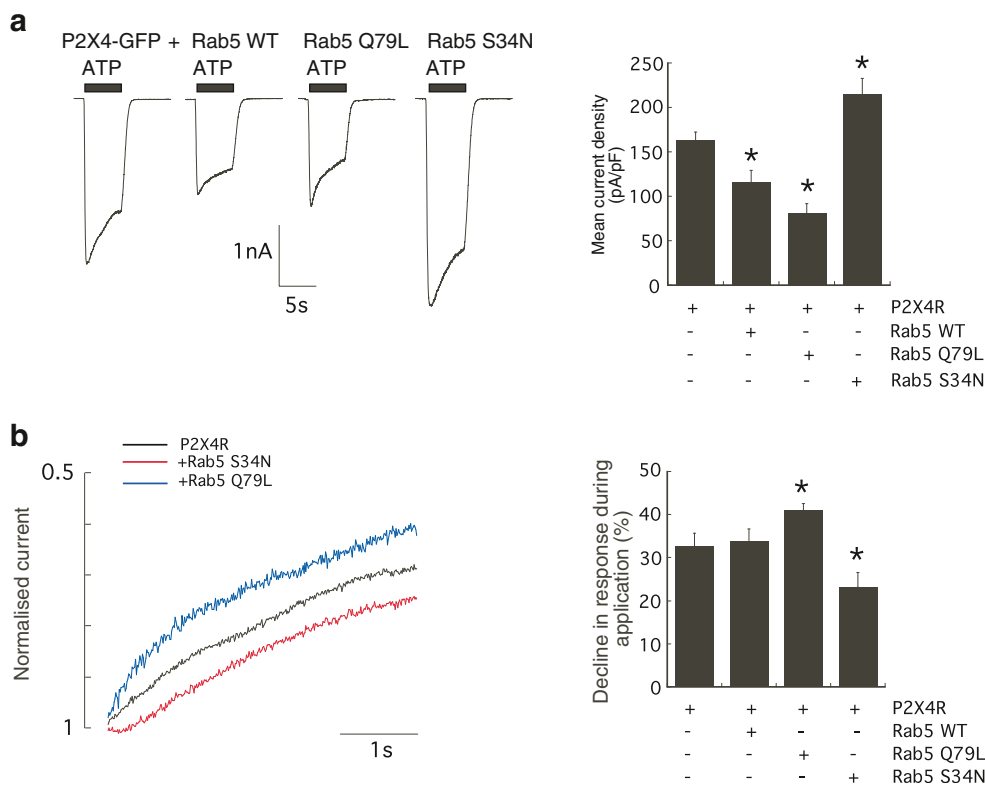 a
P2X4-GFP + Rab5 WT Rab5 Q79L Rab5 S34N
ATP ATP ATP ATP
1nA
5s
Mean current density
(pA/pF)
250
200
150
100
50
0
* * *
+ + + + P2X4R
- + - - Rab5 WT
- - + - Rab5 Q79L
- - - + Rab5 S34N
b
P2X4R
+Rab5 S34N
+Rab5 Q79L
Normalised current
0.5
1
1s
Decline in response during
application (%)
50
40
30
20
10
0
* *
+ + + + P2X4R
- + - - Rab5 WT
- - + - Rab5 Q79L
- - - + Rab5 S34N